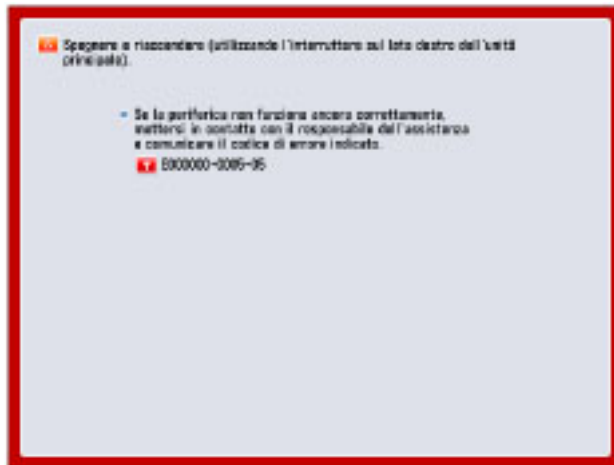 Spegnere e riaccendere (utilizzando l'interruttore sul lato destro dell'unità
principale).
Se la periferica non funziona ancora correttamente,
mettersi in contatto con il responsabile dell'assistenza
e comunicare il codice di errore indicato.
E000000-0005-05